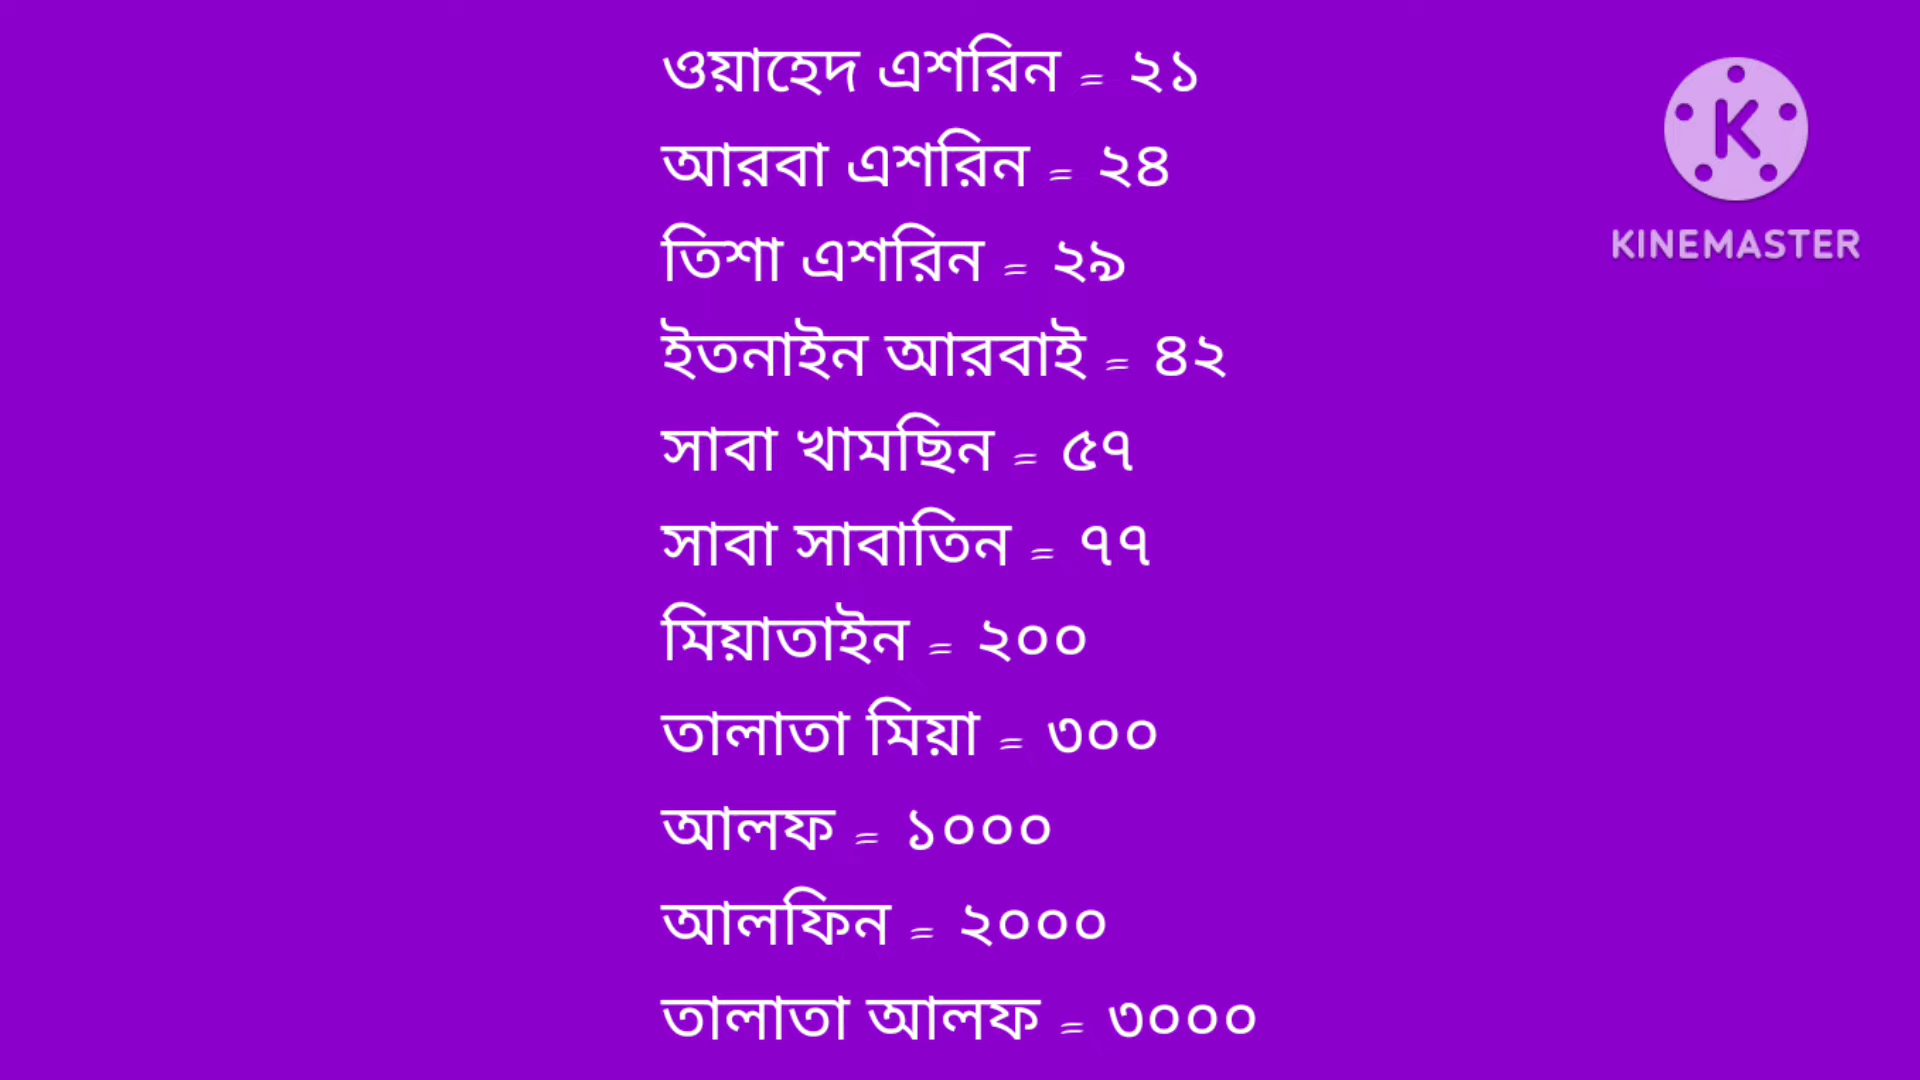 ওয়াহেদ এশরিন = ২১
আরবা এশরিন = ২৪
তিশা এশরিন = ২৯
ইতনাইন আরবাই = ৪২
সাবা খামছিন = ৫৭
সাবা সাবাতিন = ৭৭
মিয়াতাইন = ২০০
তালাতা মিয়া = ৩০০
আলফ = ১০০০
আলফিন = ২০০০
তালাতা আলফ = ৩০০০
K
KINEMASTER